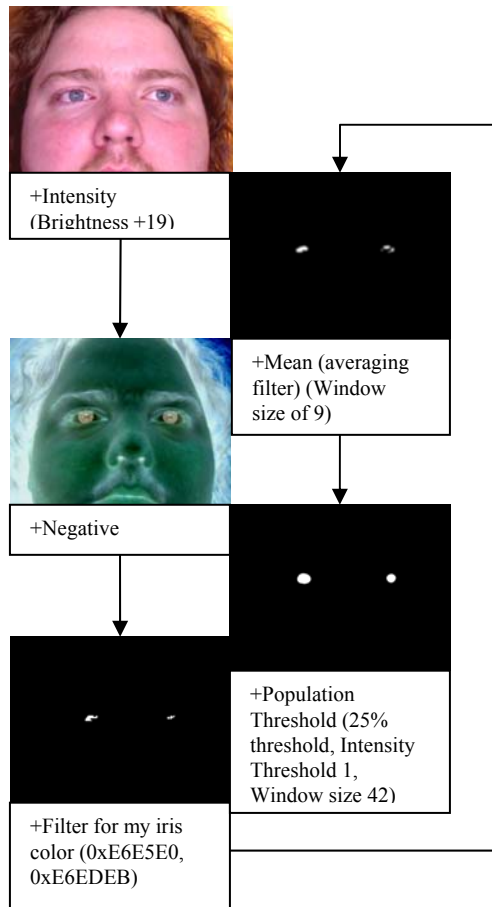 +Intensity
(Brightness +19)
+Negative
+Filter for my iris
color (0xE6E5E0,
0xE6EDEB)
+Mean (averaging
filter) (Window
size of 9)
+Population
Threshold (25%
threshold, Intensity
Threshold 1,
Window size 42)